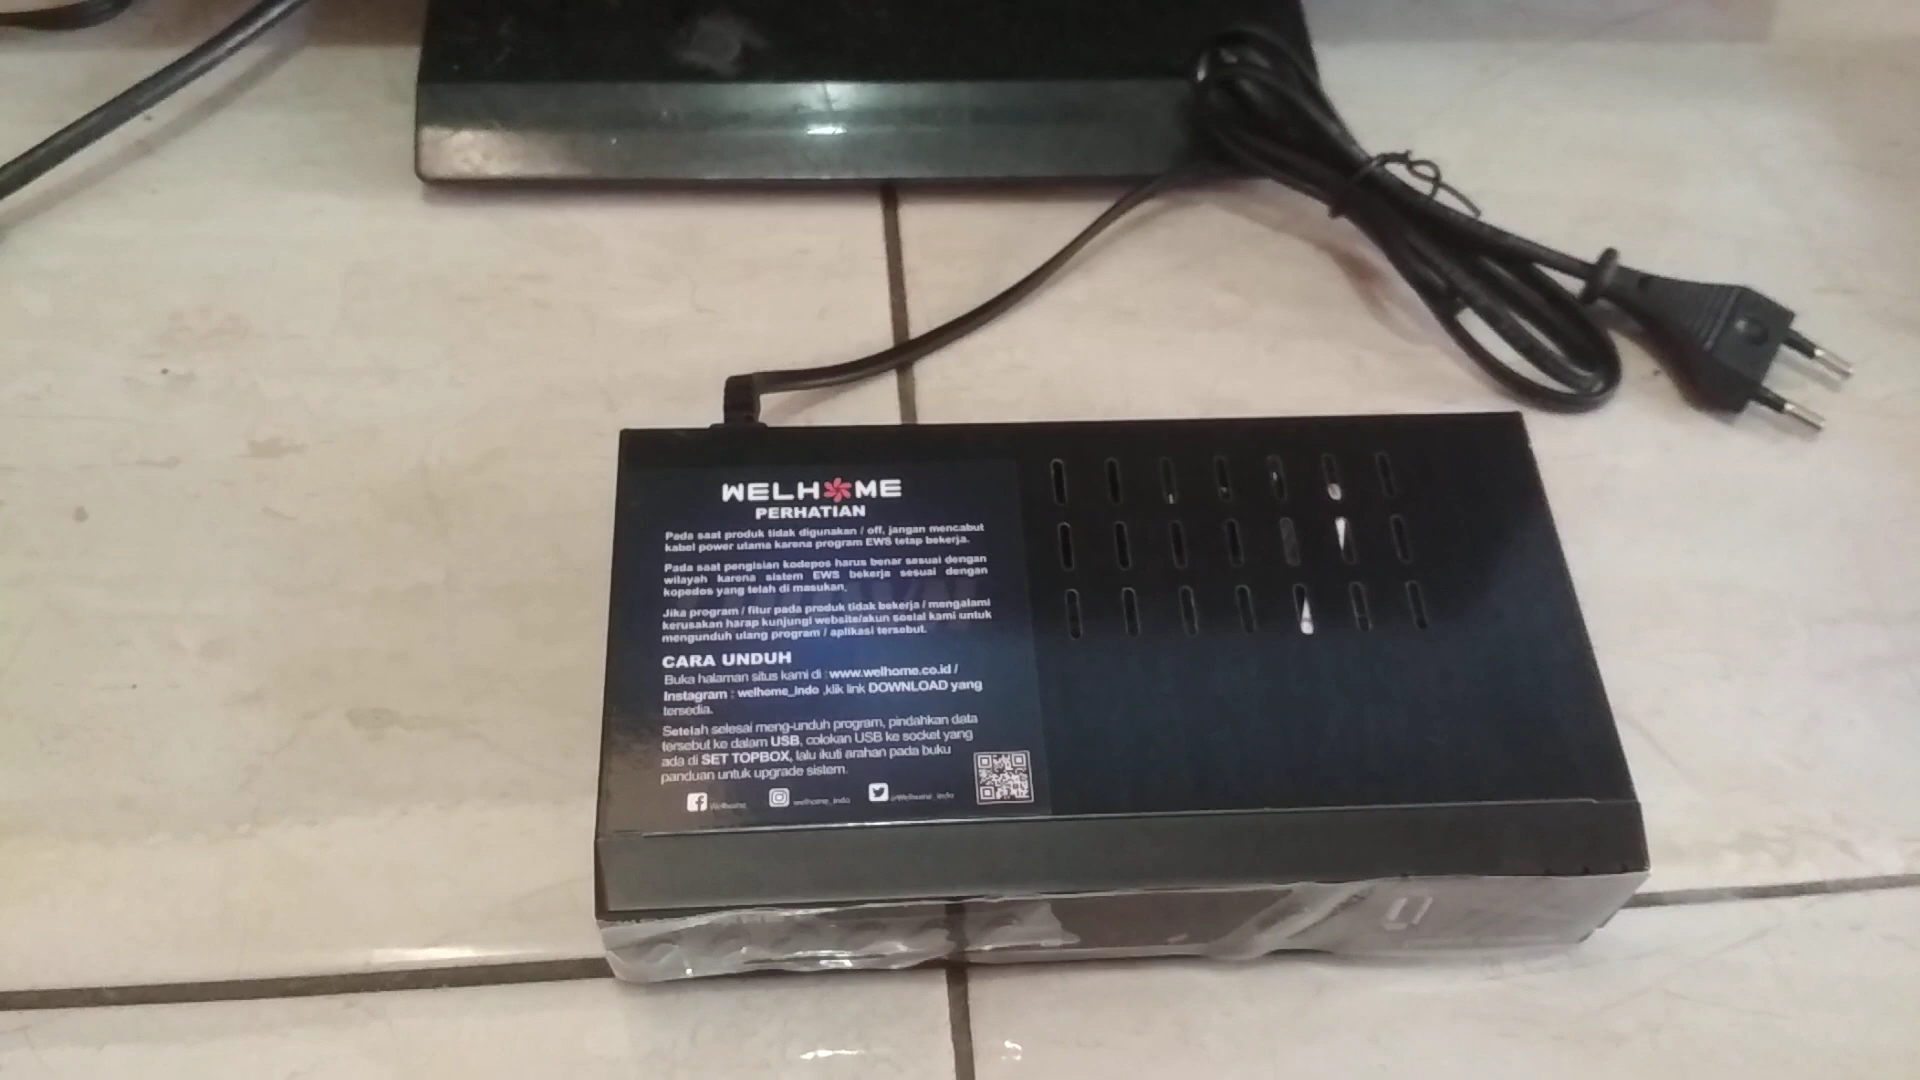 WELHOME
PERHATIAN
Pada saat produk tidak digunakan / off, jangan mencabut
kabel power utama karena program EWS tetap bekerja.
Pada saat pengisian kodepos harus benar sesuai dengan
wilayah karena sistem EWS bekerja sesuai dengan
kopedos yang telah di masukan.
Jika program / fitur pada produk tidak bekerja / mengalami
kerusakan harap kunjungi website/akun sosial kami untuk
mengunduh ulang program / aplikasi tersebut.
CARA UNDUH
Buka halaman situs kami di : www.welhome.co.id /
Instagram : welhome_indo ,klik link DOWNLOAD yang
tersedia.
Setelah selesai meng-unduh program, pindahkan data
tersebut ke dalam USB, colokan USB ke socket yang
ada di SET TOPBOX, lalu ikuti arahan pada buku
panduan untuk upgrade sistem.
Welhome welhome_indo @Welhome_indo